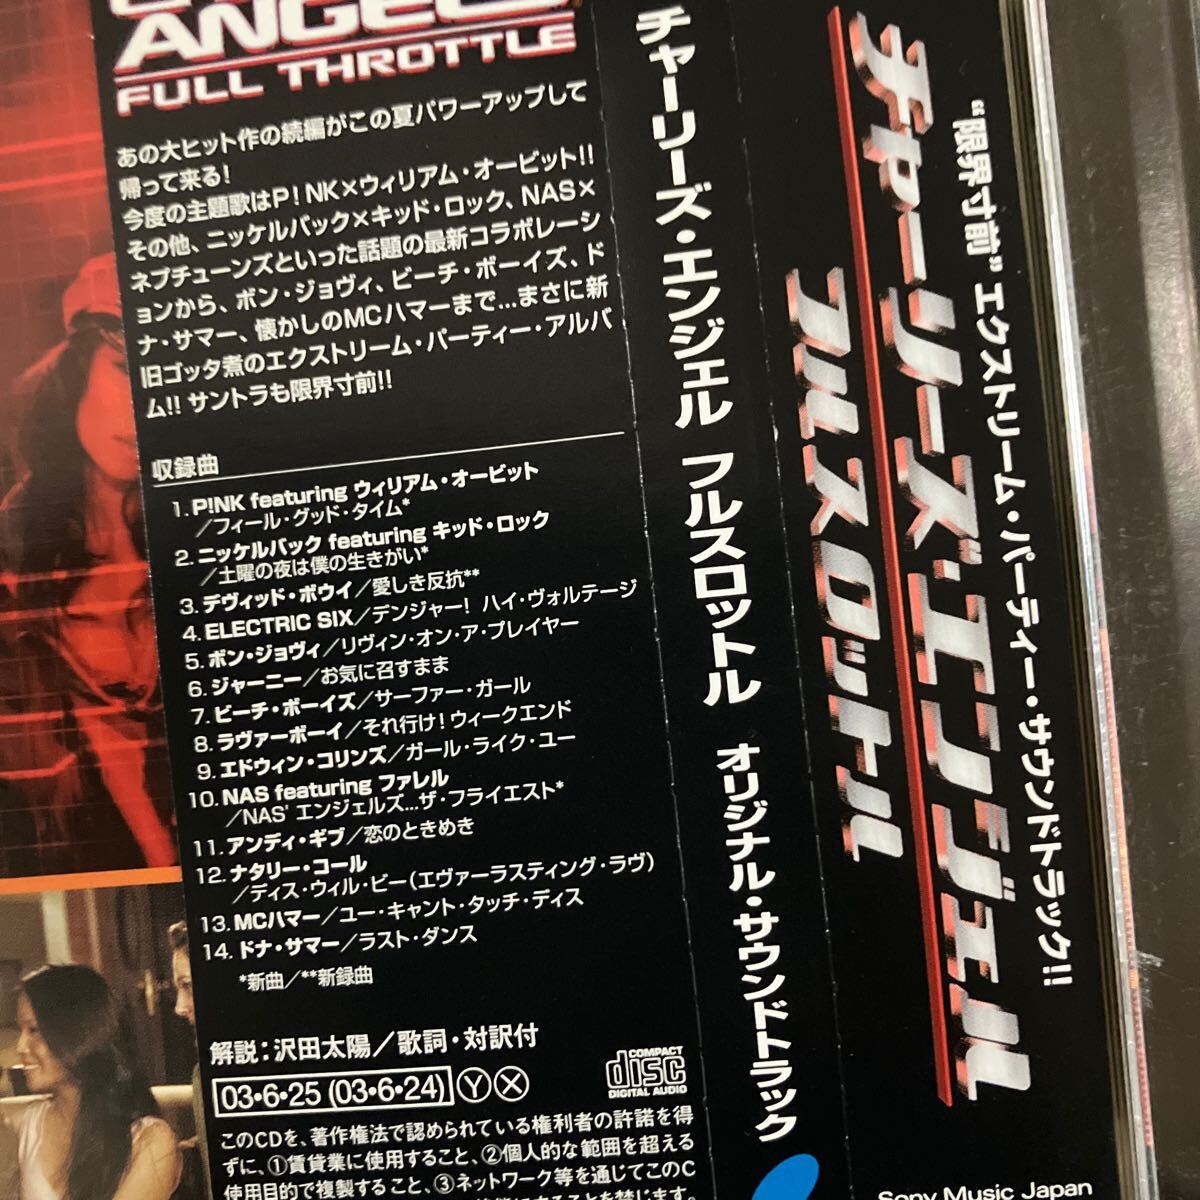 ANGELS
FULL THROTTLE
あの大ヒット作の続編がこの夏パワーアップして
帰って来る!
今度の主題歌はP!NK×ウィリアム・オービット!!
その他、ニッケルバック×キッド・ロック、NAS×
ネプチューンズといった話題の最新コラボレーシ
ョンから、ボン・ジョヴィ、ビーチ・ボーイズ、ド
ナ・サマー、懐かしのMCハマーまで…まさに新
旧ゴッタ煮のエクストリーム・パーティー・アルバ
ム!! サントラも限界寸前!!
収録曲
1. P!NK featuring ウィリアム・オービット
/フィール・グッド・タイム*
2. ニッケルバック featuring キッド・ロック
/土曜の夜は僕の生きがい*
3. デヴィッド・ボウイ/愛しき反抗**
4. ELECTRIC SIX/デンジャー! ハイ・ヴォルテージ
5. ボン・ジョヴィ/リヴィン・オン・ア・プレイヤー
6. ジャーニー/お気に召すまま
7. ビーチ・ボーイズ/サーファー・ガール
8. ラヴァーボーイ/それ行け!ウィークエンド
9. エドウィン・コリンズ/ガール・ライク・ユー
10. NAS featuring ファレル
/NAS' エンジェルズ…ザ・フライエスト*
11. アンディ・ギブ/恋のときめき
12. ナタリー・コール
/ディス・ウィル・ビー(エヴァーラスティング・ラヴ)
13. MCハマー/ユー・キャント・タッチ・ディス
14. ドナ・サマー/ラスト・ダンス
*新曲/**新録曲
解説:沢田太陽/歌詞・対訳付
03・6・25 (03・6・24) Y X
COMPACT
disc
DIGITAL AUDIO
このCDを、著作権法で認められている権利者の許諾を得
ずに、①賃貸業に使用すること、②個人的な範囲を超える
使用目的で複製すること、③ネットワーク等を通じてこのC
チャーリーズ・エンジェル フルスロットル オリジナル・サウンドトラック
"限界寸前"エクストリーム・パーティー・サウンドトラック!!
チャーリーズ・エンジェル
フルスロットル
Sony Music Japan